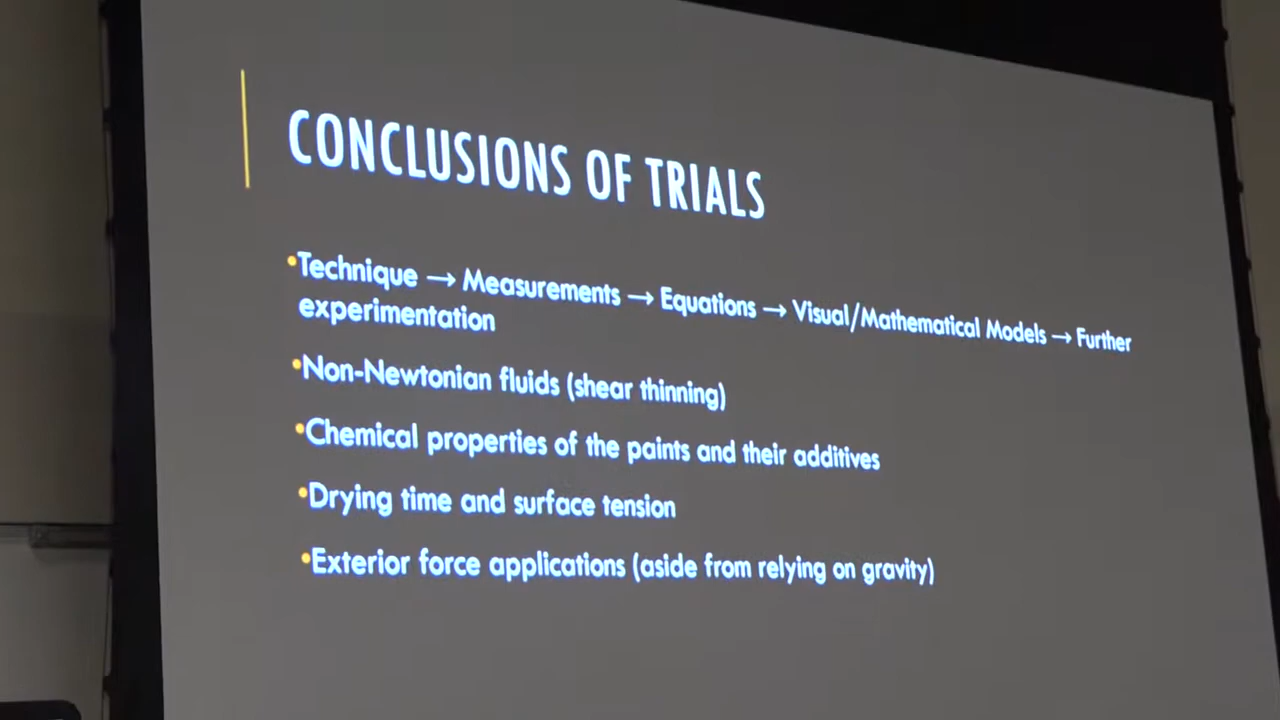 CONCLUSIONS OF TRIALS
•Technique → Measurements → Equations → Visual/Mathematical Models → Further
experimentation
•Non-Newtonian fluids (shear thinning)
•Chemical properties of the paints and their additives
•Drying time and surface tension
•Exterior force applications (aside from relying on gravity)